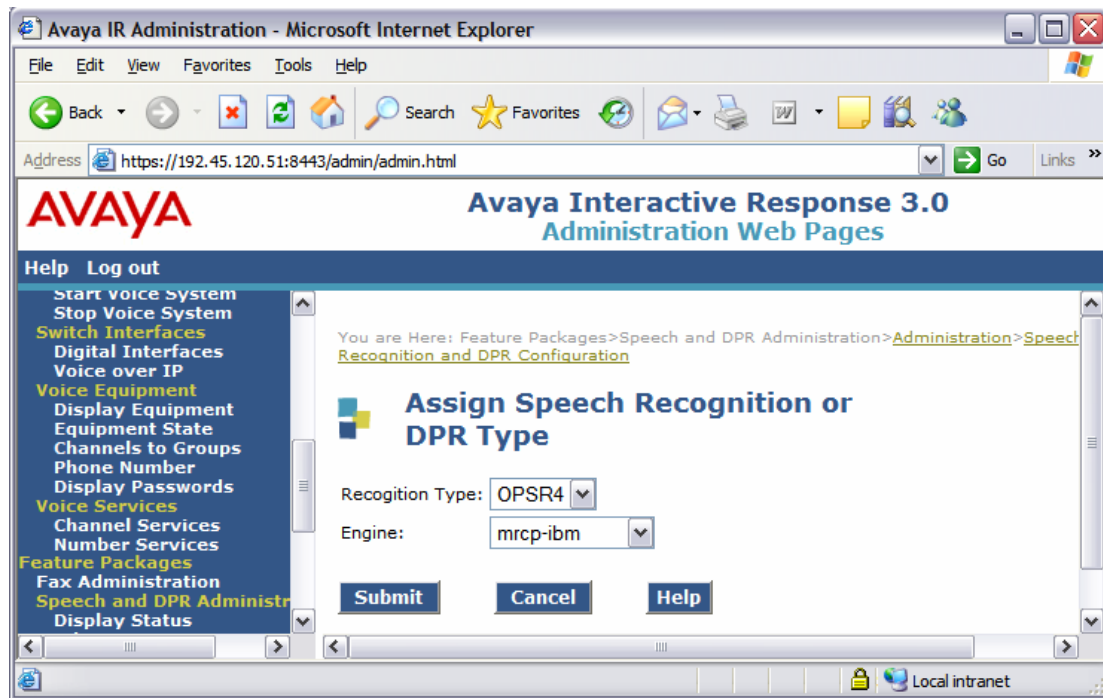 Avaya IR Administration - Microsoft Internet Explorer
File Edit View Favorites Tools Help
Back Search Favorites
Address https://192.45.120.51:8443/admin/admin.html Go Links »
AVAYA
Avaya Interactive Response 3.0
Administration Web Pages
Help Log out
Start Voice System
Stop Voice System
Switch Interfaces
Digital Interfaces
Voice over IP
Voice Equipment
Display Equipment
Equipment State
Channels to Groups
Phone Number
Display Passwords
Voice Services
Channel Services
Number Services
Feature Packages
Fax Administration
Speech and DPR Administr
Display Status
You are Here: Feature Packages>Speech and DPR Administration>Administration>Speech
Recognition and DPR Configuration
Assign Speech Recognition or
DPR Type
Recogition Type: OPSR4
Engine: mrcp-ibm
Submit Cancel Help
Local intranet